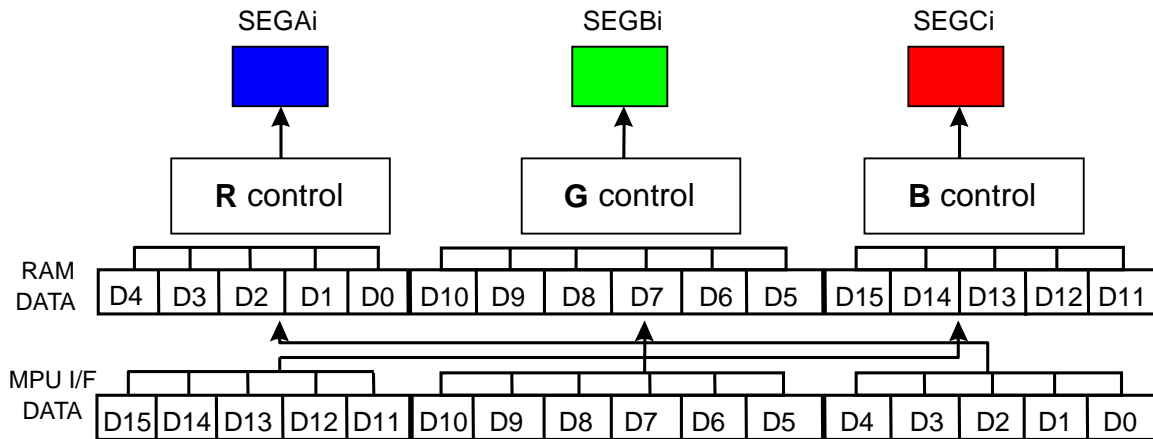 SEGAi SEGBi SEGCi
R control G control B control
RAM DATA
D4 D3 D2 D1 D0 D10 D9 D8 D7 D6 D5 D15 D14 D13 D12 D11
MPU I/F DATA
D15 D14 D13 D12 D11 D10 D9 D8 D7 D6 D5 D4 D3 D2 D1 D0